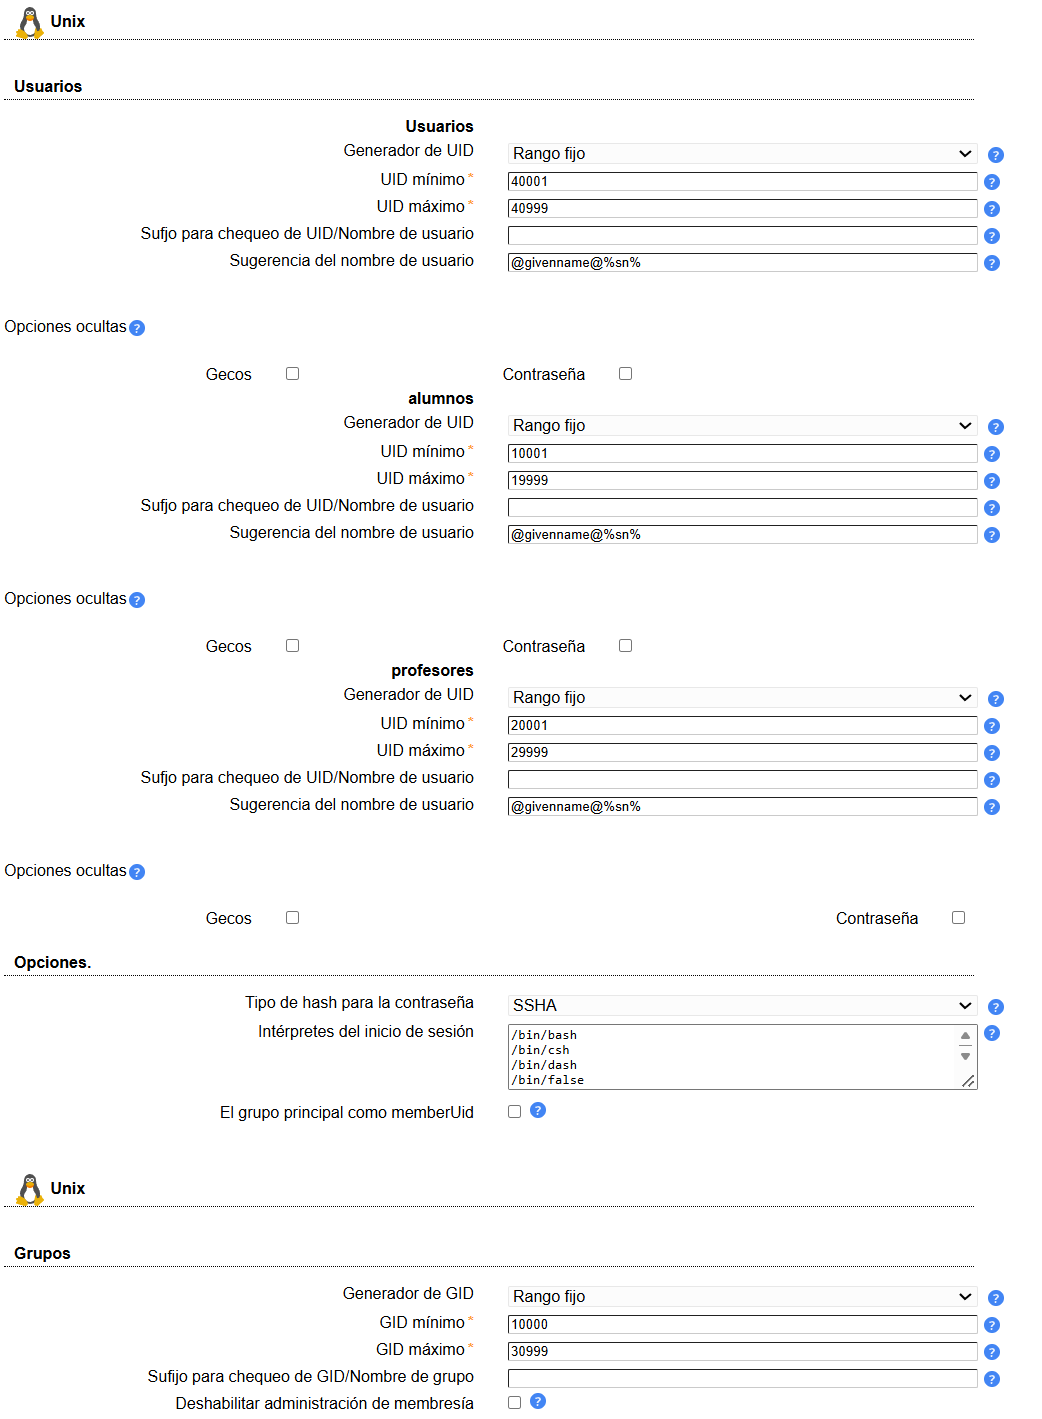 Unix
Usuarios
Usuarios
Generador de UID Rango fijo ?
UID mínimo * 40001 ?
UID máximo * 40999 ?
Sufjo para chequeo de UID/Nombre de usuario ?
Sugerencia del nombre de usuario @givenname@%sn% ?
Opciones ocultas ?
Gecos Contraseña
alumnos
Generador de UID Rango fijo ?
UID mínimo * 10001 ?
UID máximo * 19999 ?
Sufjo para chequeo de UID/Nombre de usuario ?
Sugerencia del nombre de usuario @givenname@%sn% ?
Opciones ocultas ?
Gecos Contraseña
profesores
Generador de UID Rango fijo ?
UID mínimo * 20001 ?
UID máximo * 29999 ?
Sufjo para chequeo de UID/Nombre de usuario ?
Sugerencia del nombre de usuario @givenname@%sn% ?
Opciones ocultas ?
Gecos Contraseña
Opciones.
Tipo de hash para la contraseña SSHA ?
Intérpretes del inicio de sesión /bin/bash ?
/bin/csh
/bin/dash
/bin/false
El grupo principal como memberUid ?
Unix
Grupos
Generador de GID Rango fijo ?
GID mínimo * 10000 ?
GID máximo * 30999 ?
Sufijo para chequeo de GID/Nombre de grupo ?
Deshabilitar administración de membresía ?